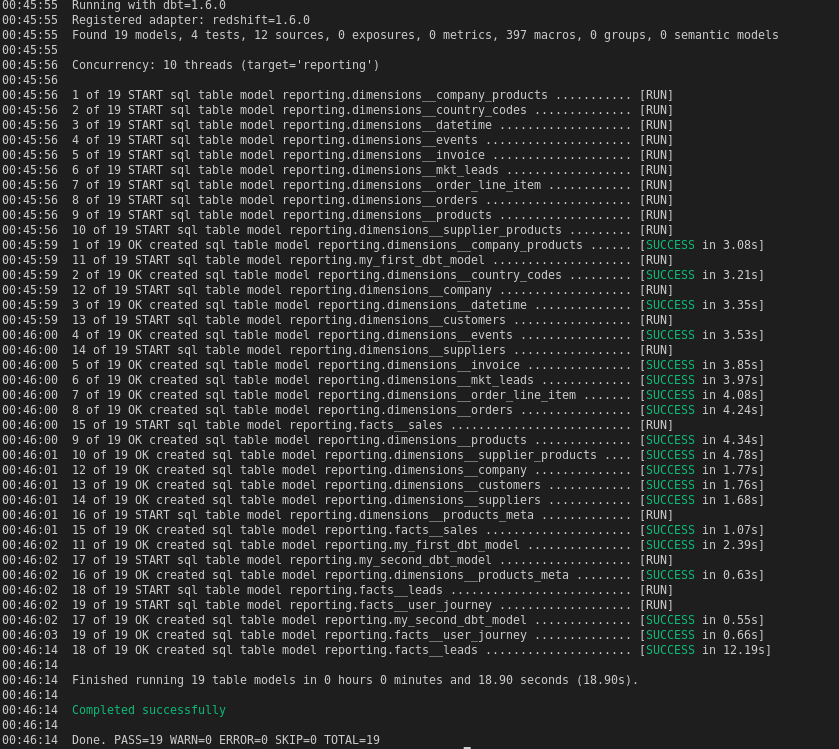 00:45:55  Running with dbt=1.6.0
00:45:55  Registered adapter: redshift=1.6.0
00:45:55  Found 19 models, 4 tests, 12 sources, 0 exposures, 0 metrics, 397 macros, 0 groups, 0 semantic models
00:45:55
00:45:56  Concurrency: 10 threads (target='reporting')
00:45:56
00:45:56  1 of 19 START sql table model reporting.dimensions__company_products ........... [RUN]
00:45:56  2 of 19 START sql table model reporting.dimensions__country_codes .............. [RUN]
00:45:56  3 of 19 START sql table model reporting.dimensions__datetime ................... [RUN]
00:45:56  4 of 19 START sql table model reporting.dimensions__events ..................... [RUN]
00:45:56  5 of 19 START sql table model reporting.dimensions__invoice .................... [RUN]
00:45:56  6 of 19 START sql table model reporting.dimensions__mkt_leads .................. [RUN]
00:45:56  7 of 19 START sql table model reporting.dimensions__order_line_item ............ [RUN]
00:45:56  8 of 19 START sql table model reporting.dimensions__orders ..................... [RUN]
00:45:56  9 of 19 START sql table model reporting.dimensions__products ................... [RUN]
00:45:56  10 of 19 START sql table model reporting.dimensions__supplier_products ......... [RUN]
00:45:59  1 of 19 OK created sql table model reporting.dimensions__company_products ...... [SUCCESS in 3.08s]
00:45:59  11 of 19 START sql table model reporting.my_first_dbt_model .................... [RUN]
00:45:59  2 of 19 OK created sql table model reporting.dimensions__country_codes ......... [SUCCESS in 3.21s]
00:45:59  12 of 19 START sql table model reporting.dimensions__company ................... [RUN]
00:45:59  3 of 19 OK created sql table model reporting.dimensions__datetime .............. [SUCCESS in 3.35s]
00:45:59  13 of 19 START sql table model reporting.dimensions__customers ................. [RUN]
00:46:00  4 of 19 OK created sql table model reporting.dimensions__events ................ [SUCCESS in 3.53s]
00:46:00  14 of 19 START sql table model reporting.dimensions__suppliers ................. [RUN]
00:46:00  5 of 19 OK created sql table model reporting.dimensions__invoice ............... [SUCCESS in 3.85s]
00:46:00  6 of 19 OK created sql table model reporting.dimensions__mkt_leads ............. [SUCCESS in 3.97s]
00:46:00  7 of 19 OK created sql table model reporting.dimensions__order_line_item ....... [SUCCESS in 4.08s]
00:46:00  8 of 19 OK created sql table model reporting.dimensions__orders ................ [SUCCESS in 4.24s]
00:46:00  15 of 19 START sql table model reporting.facts__sales .......................... [RUN]
00:46:00  9 of 19 OK created sql table model reporting.dimensions__products .............. [SUCCESS in 4.34s]
00:46:01  10 of 19 OK created sql table model reporting.dimensions__supplier_products .... [SUCCESS in 4.78s]
00:46:01  12 of 19 OK created sql table model reporting.dimensions__company .............. [SUCCESS in 1.77s]
00:46:01  13 of 19 OK created sql table model reporting.dimensions__customers ............ [SUCCESS in 1.76s]
00:46:01  14 of 19 OK created sql table model reporting.dimensions__suppliers ............ [SUCCESS in 1.68s]
00:46:01  16 of 19 START sql table model reporting.dimensions__products_meta ............. [RUN]
00:46:01  15 of 19 OK created sql table model reporting.facts__sales ..................... [SUCCESS in 1.07s]
00:46:02  11 of 19 OK created sql table model reporting.my_first_dbt_model ............... [SUCCESS in 2.39s]
00:46:02  17 of 19 START sql table model reporting.my_second_dbt_model ................... [RUN]
00:46:02  16 of 19 OK created sql table model reporting.dimensions__products_meta ........ [SUCCESS in 0.63s]
00:46:02  18 of 19 START sql table model reporting.facts__leads .......................... [RUN]
00:46:02  19 of 19 START sql table model reporting.facts__user_journey ................... [RUN]
00:46:02  17 of 19 OK created sql table model reporting.my_second_dbt_model .............. [SUCCESS in 0.55s]
00:46:03  19 of 19 OK created sql table model reporting.facts__user_journey .............. [SUCCESS in 0.66s]
00:46:14  18 of 19 OK created sql table model reporting.facts__leads ..................... [SUCCESS in 12.19s]
00:46:14
00:46:14  Finished running 19 table models in 0 hours 0 minutes and 18.90 seconds (18.90s).
00:46:14
00:46:14  Completed successfully
00:46:14
00:46:14  Done. PASS=19 WARN=0 ERROR=0 SKIP=0 TOTAL=19